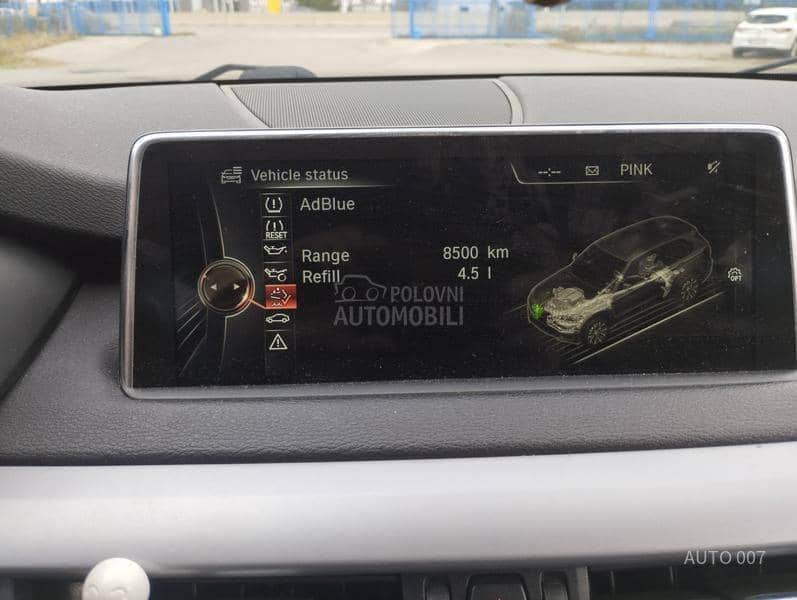 Vehicle status
--:--
PINK
AdBlue
RESET
Range 8500 km
Refill 4.5 l
OFF
POLOVNI
AUTOMOBILI
AUTO 007